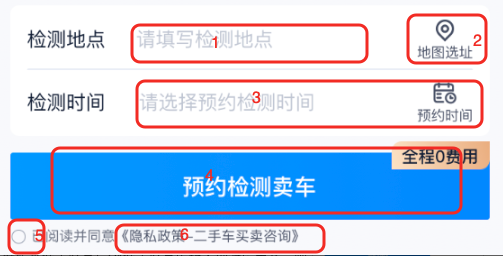 检测地点 请填写检测地点 1 地图选址 2
检测时间 请选择预约检测时间 3 预约时间
全程0费用
预约检测卖车 4
5 已阅读并同意《隐私政策-二手车买卖咨询》 6